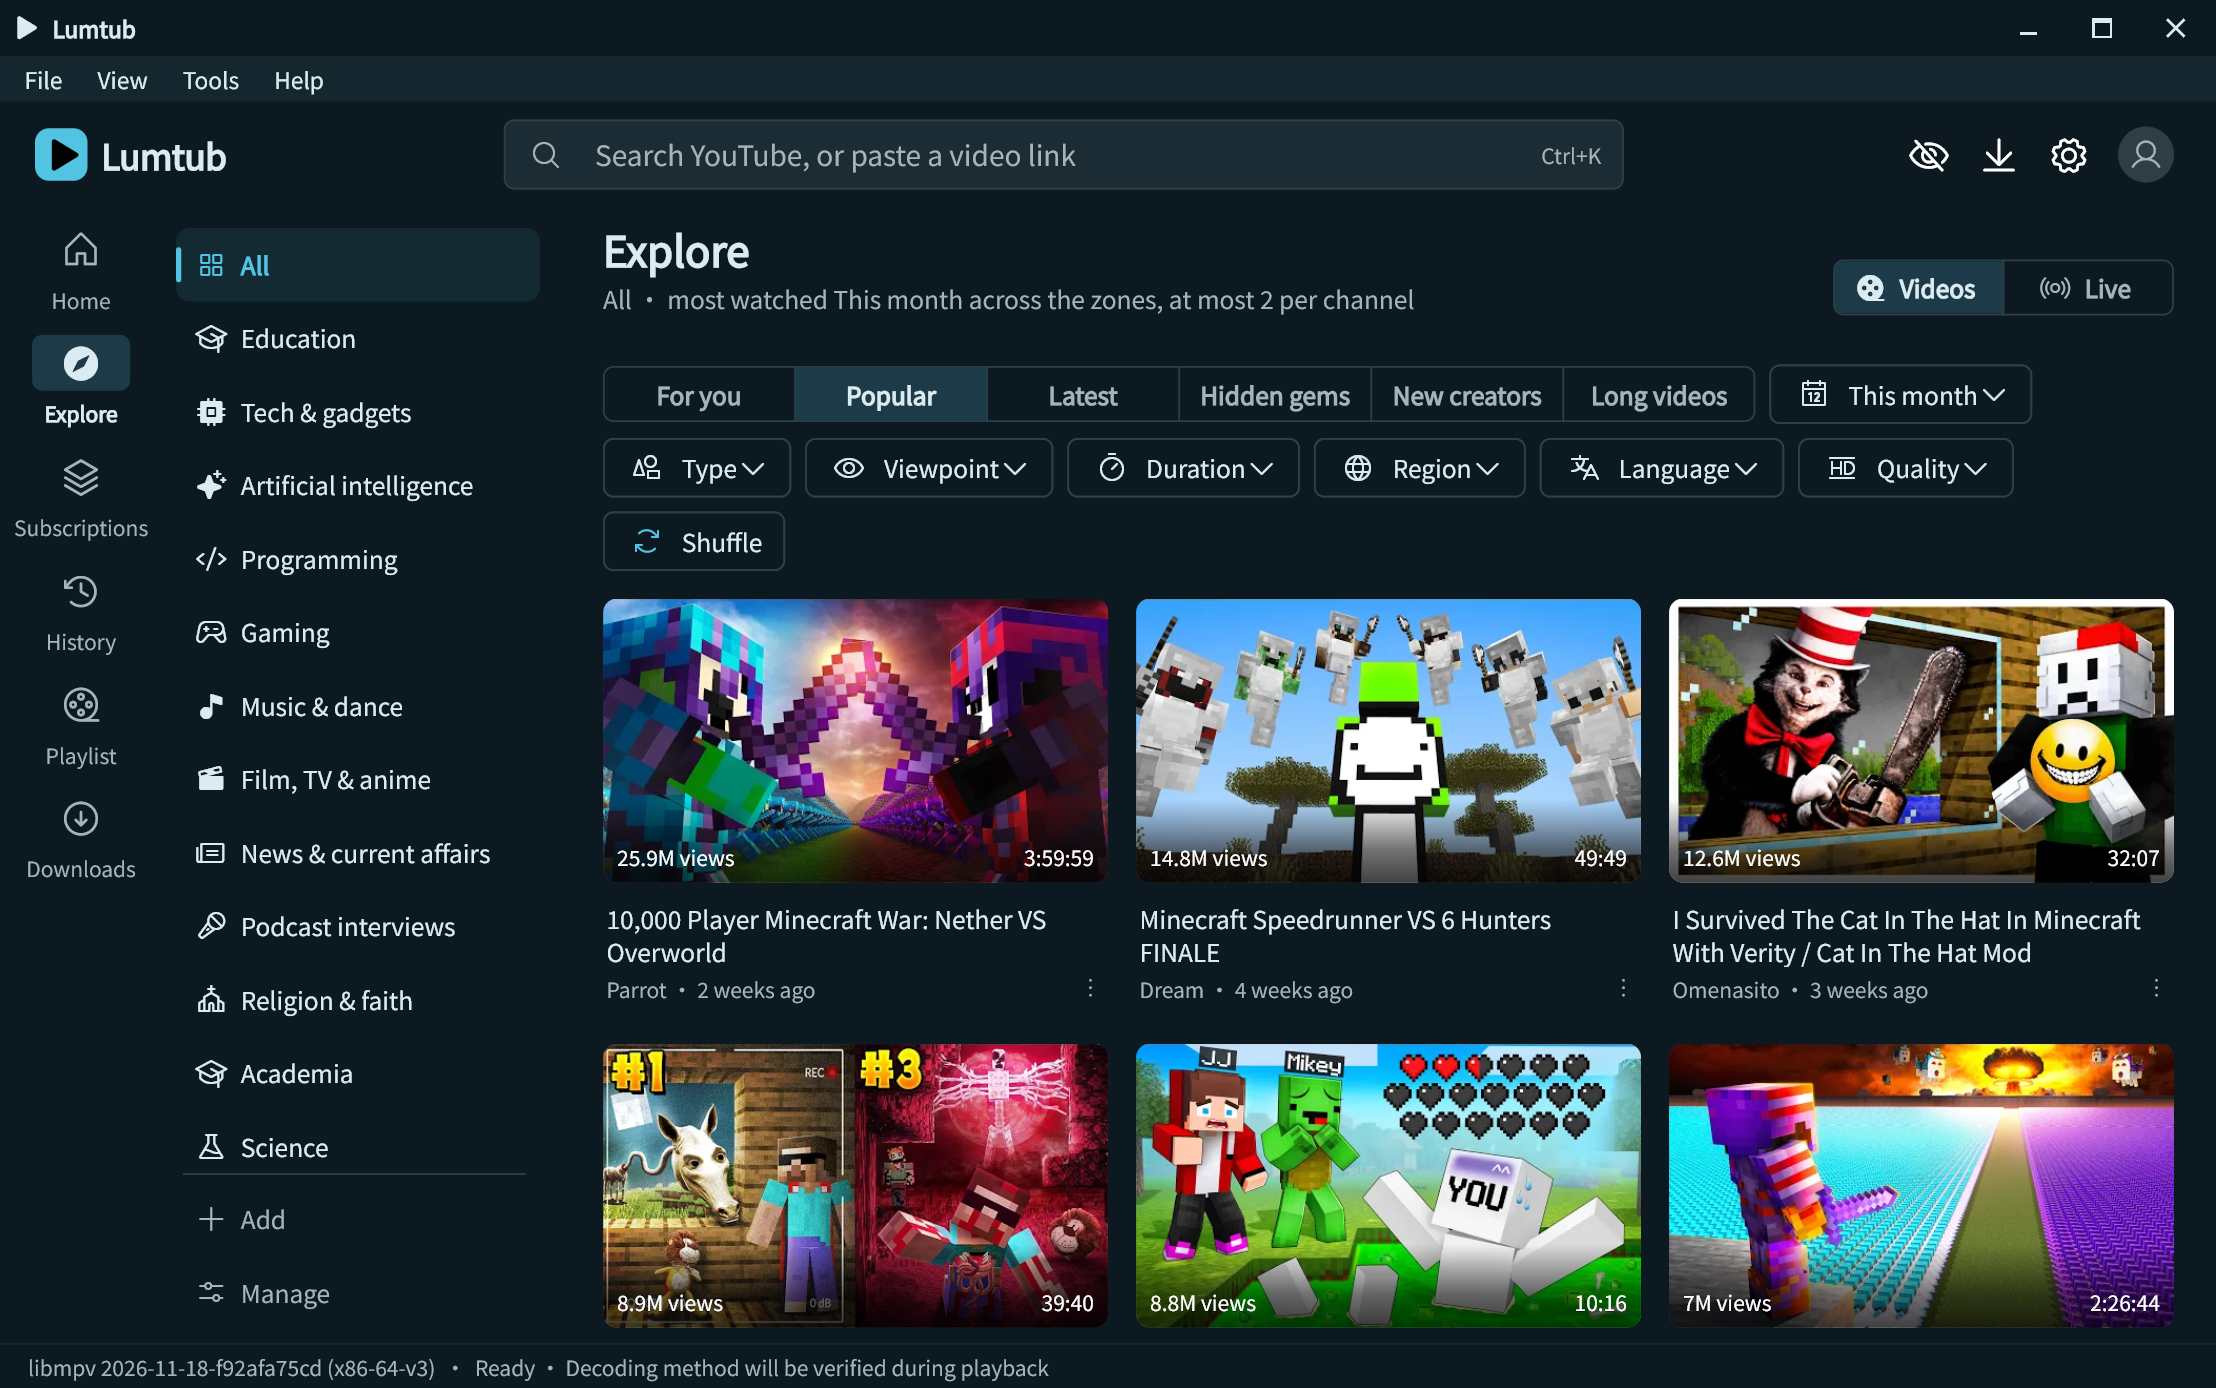 Lumtub
File View Tools Help
Lumtub
Search YouTube, or paste a video link Ctrl+K
Home
Explore
Subscriptions
History
Playlist
Downloads
All
Education
Tech & gadgets
Artificial intelligence
Programming
Gaming
Music & dance
Film, TV & anime
News & current affairs
Podcast interviews
Religion & faith
Academia
Science
Add
Manage
Explore
All • most watched This month across the zones, at most 2 per channel
Videos Live
For you Popular Latest Hidden gems New creators Long videos 12 This month
Type Viewpoint Duration Region Language HD Quality
Shuffle
25.9M views 3:59:59
10,000 Player Minecraft War: Nether VS
Overworld
Parrot • 2 weeks ago
14.8M views 49:49
Minecraft Speedrunner VS 6 Hunters
FINALE
Dream • 4 weeks ago
12.6M views 32:07
I Survived The Cat In The Hat In Minecraft
With Verity / Cat In The Hat Mod
Omenasito • 3 weeks ago
#1 REC #3
0 dB
8.9M views 39:40
JJ Mikey
YOU
8.8M views 10:16
7M views 2:26:44
libmpv 2026-11-18-f92afa75cd (x86-64-v3) • Ready • Decoding method will be verified during playback